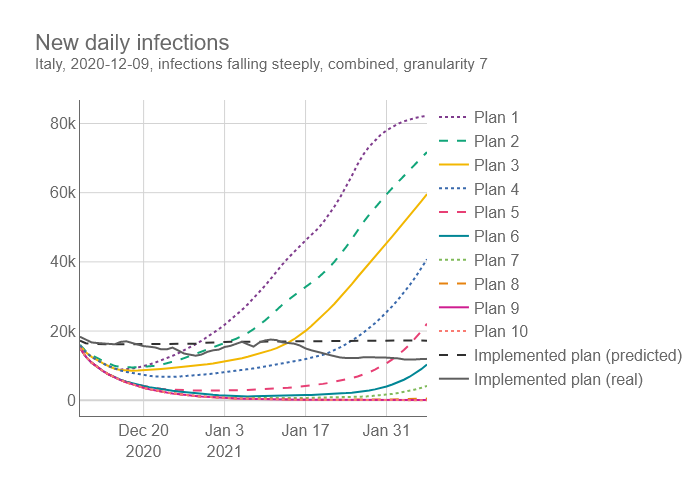 New daily infections
Italy, 2020-12-09, infections falling steeply, combined, granularity 7
80k
60k
40k
20k
0
Dec 20
2020
Jan 3
2021
Jan 17
Jan 31
Plan 1
Plan 2
Plan 3
Plan 4
Plan 5
Plan 6
Plan 7
Plan 8
Plan 9
Plan 10
Implemented plan (predicted)
Implemented plan (real)